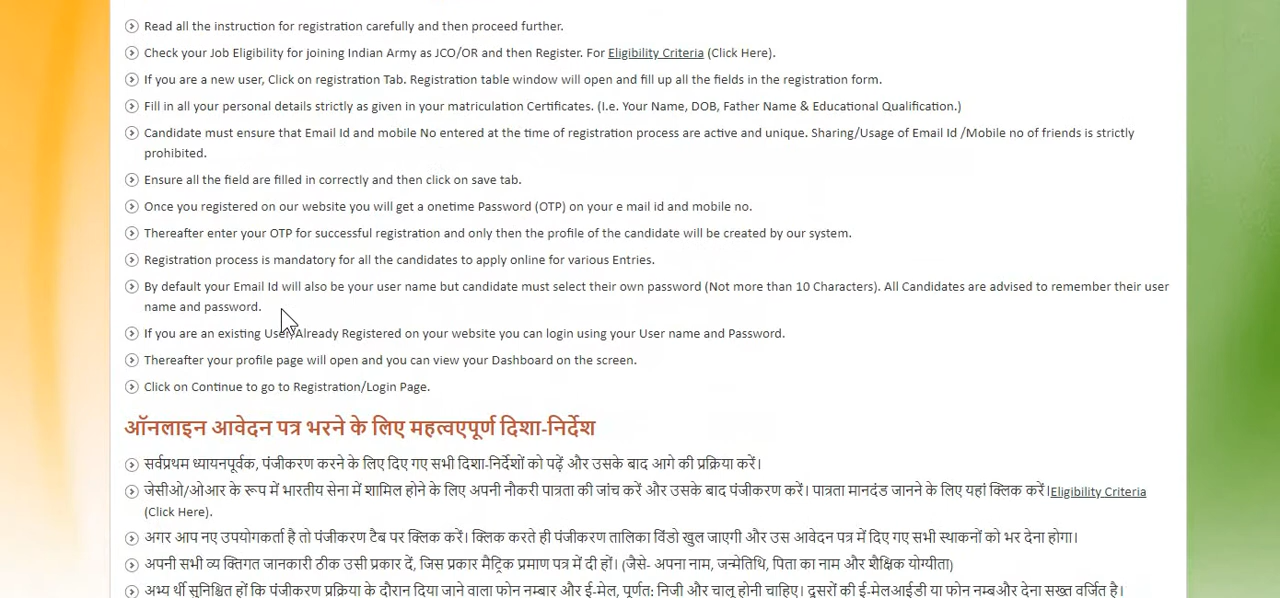 Read all the instruction for registration carefully and then proceed further.
Check your Job Eligibility for joining Indian Army as JCO/OR and then Register. For Eligibility Criteria (Click Here).
If you are a new user, Click on registration Tab. Registration table window will open and fill up all the fields in the registration form.
Fill in all your personal details strictly as given in your matriculation Certificates. (I.e. Your Name, DOB, Father Name & Educational Qualification.)
Candidate must ensure that Email Id and mobile No entered at the time of registration process are active and unique. Sharing/Usage of Email Id /Mobile no of friends is strictly
prohibited.
Ensure all the field are filled in correctly and then click on save tab.
Once you registered on our website you will get a onetime Password (OTP) on your e mail id and mobile no.
Thereafter enter your OTP for successful registration and only then the profile of the candidate will be created by our system.
Registration process is mandatory for all the candidates to apply online for various Entries.
By default your Email Id will also be your user name but candidate must select their own password (Not more than 10 Characters). All Candidates are advised to remember their user
name and password.
If you are an existing User/Already Registered on your website you can login using your User name and Password.
Thereafter your profile page will open and you can view your Dashboard on the screen.
Click on Continue to go to Registration/Login Page.
ऑनलाइन आवेदन पत्र भरने के लिए महत्वएपूर्ण दिशा-निर्देश
सर्वप्रथम ध्यायनपूर्वक, पंजीकरण करने के लिए दिए गए सभी दिशा-निर्देशों को पढ़ें और उसके बाद आगे की प्रक्रिया करें।
जेसीओ/ओआर के रूप में भारतीय सेना में शामिल होने के लिए अपनी नौकरी पात्रता की जांच करें और उसके बाद पंजीकरण करें। पात्रता मानदंड जानने के लिए यहां क्लिक करें।Eligibility Criteria
(Click Here).
अगर आप नए उपयोगकर्ता है तो पंजीकरण टैब पर क्लिक करें। क्लिक करते ही पंजीकरण तालिका विंडो खुल जाएगी और उस आवेदन पत्र में दिए गए सभी स्थाकनों को भर देना होगा।
अपनी सभी व्य क्तिगत जानकारी ठीक उसी प्रकार दें, जिस प्रकार मैट्रिक प्रमाण पत्र में दी हों। (जैसे- अपना नाम, जन्मेतिथि, पिता का नाम और शैक्षिक योग्यीता)
अभ्य र्थी सुनिश्चित हों कि पंजीकरण प्रक्रिया के दौरान दिया जाने वाला फोन नम्बार और ई-मेल, पूर्णत: निजी और चालू होनी चाहिए। दूसरों की ई-मेलआईडी या फोन नम्बऔर देना सख्त वर्जित है।